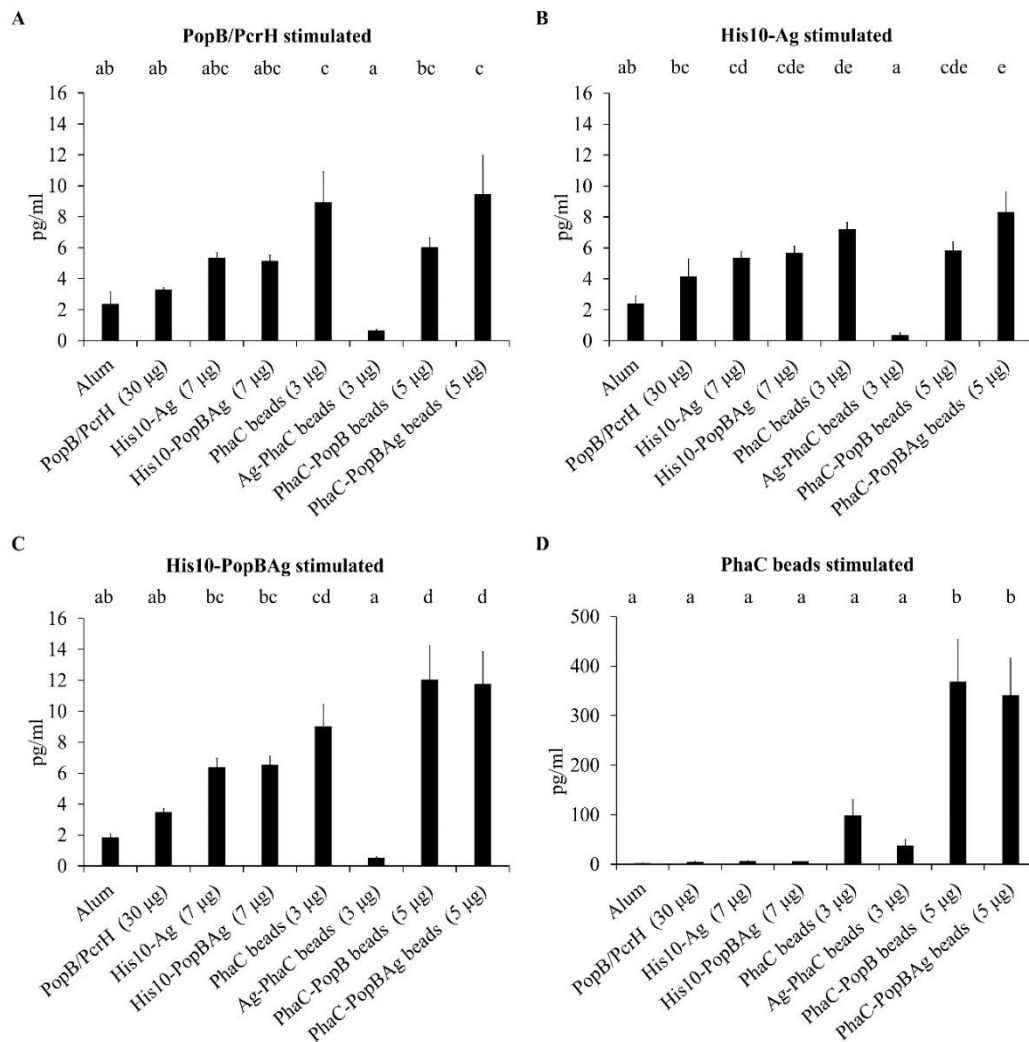 A
PopB/PcrH stimulated
ab ab abc abc c a bc c
16
14
12
10
8
6
4
2
0
pg/ml
Alum
PopB/PcrH (30 µg)
His10-Ag (7 µg)
His10-PopBAg (7 µg)
PhaC beads (3 µg)
Ag-PhaC beads (3 µg)
PhaC-PopB beads (5 µg)
PhaC-PopBAg beads (5 µg)
B
His10-Ag stimulated
ab bc cd cde de a cde e
16
14
12
10
8
6
4
2
0
pg/ml
Alum
PopB/PcrH (30 µg)
His10-Ag (7 µg)
His10-PopBAg (7 µg)
PhaC beads (3 µg)
Ag-PhaC beads (3 µg)
PhaC-PopB beads (5 µg)
PhaC-PopBAg beads (5 µg)
C
His10-PopBAg stimulated
ab ab bc bc cd a d d
16
14
12
10
8
6
4
2
0
pg/ml
Alum
PopB/PcrH (30 µg)
His10-Ag (7 µg)
His10-PopBAg (7 µg)
PhaC beads (3 µg)
Ag-PhaC beads (3 µg)
PhaC-PopB beads (5 µg)
PhaC-PopBAg beads (5 µg)
D
PhaC beads stimulated
a a a a a a b b
500
400
300
200
100
0
pg/ml
Alum
PopB/PcrH (30 µg)
His10-Ag (7 µg)
His10-PopBAg (7 µg)
PhaC beads (3 µg)
Ag-PhaC beads (3 µg)
PhaC-PopB beads (5 µg)
PhaC-PopBAg beads (5 µg)